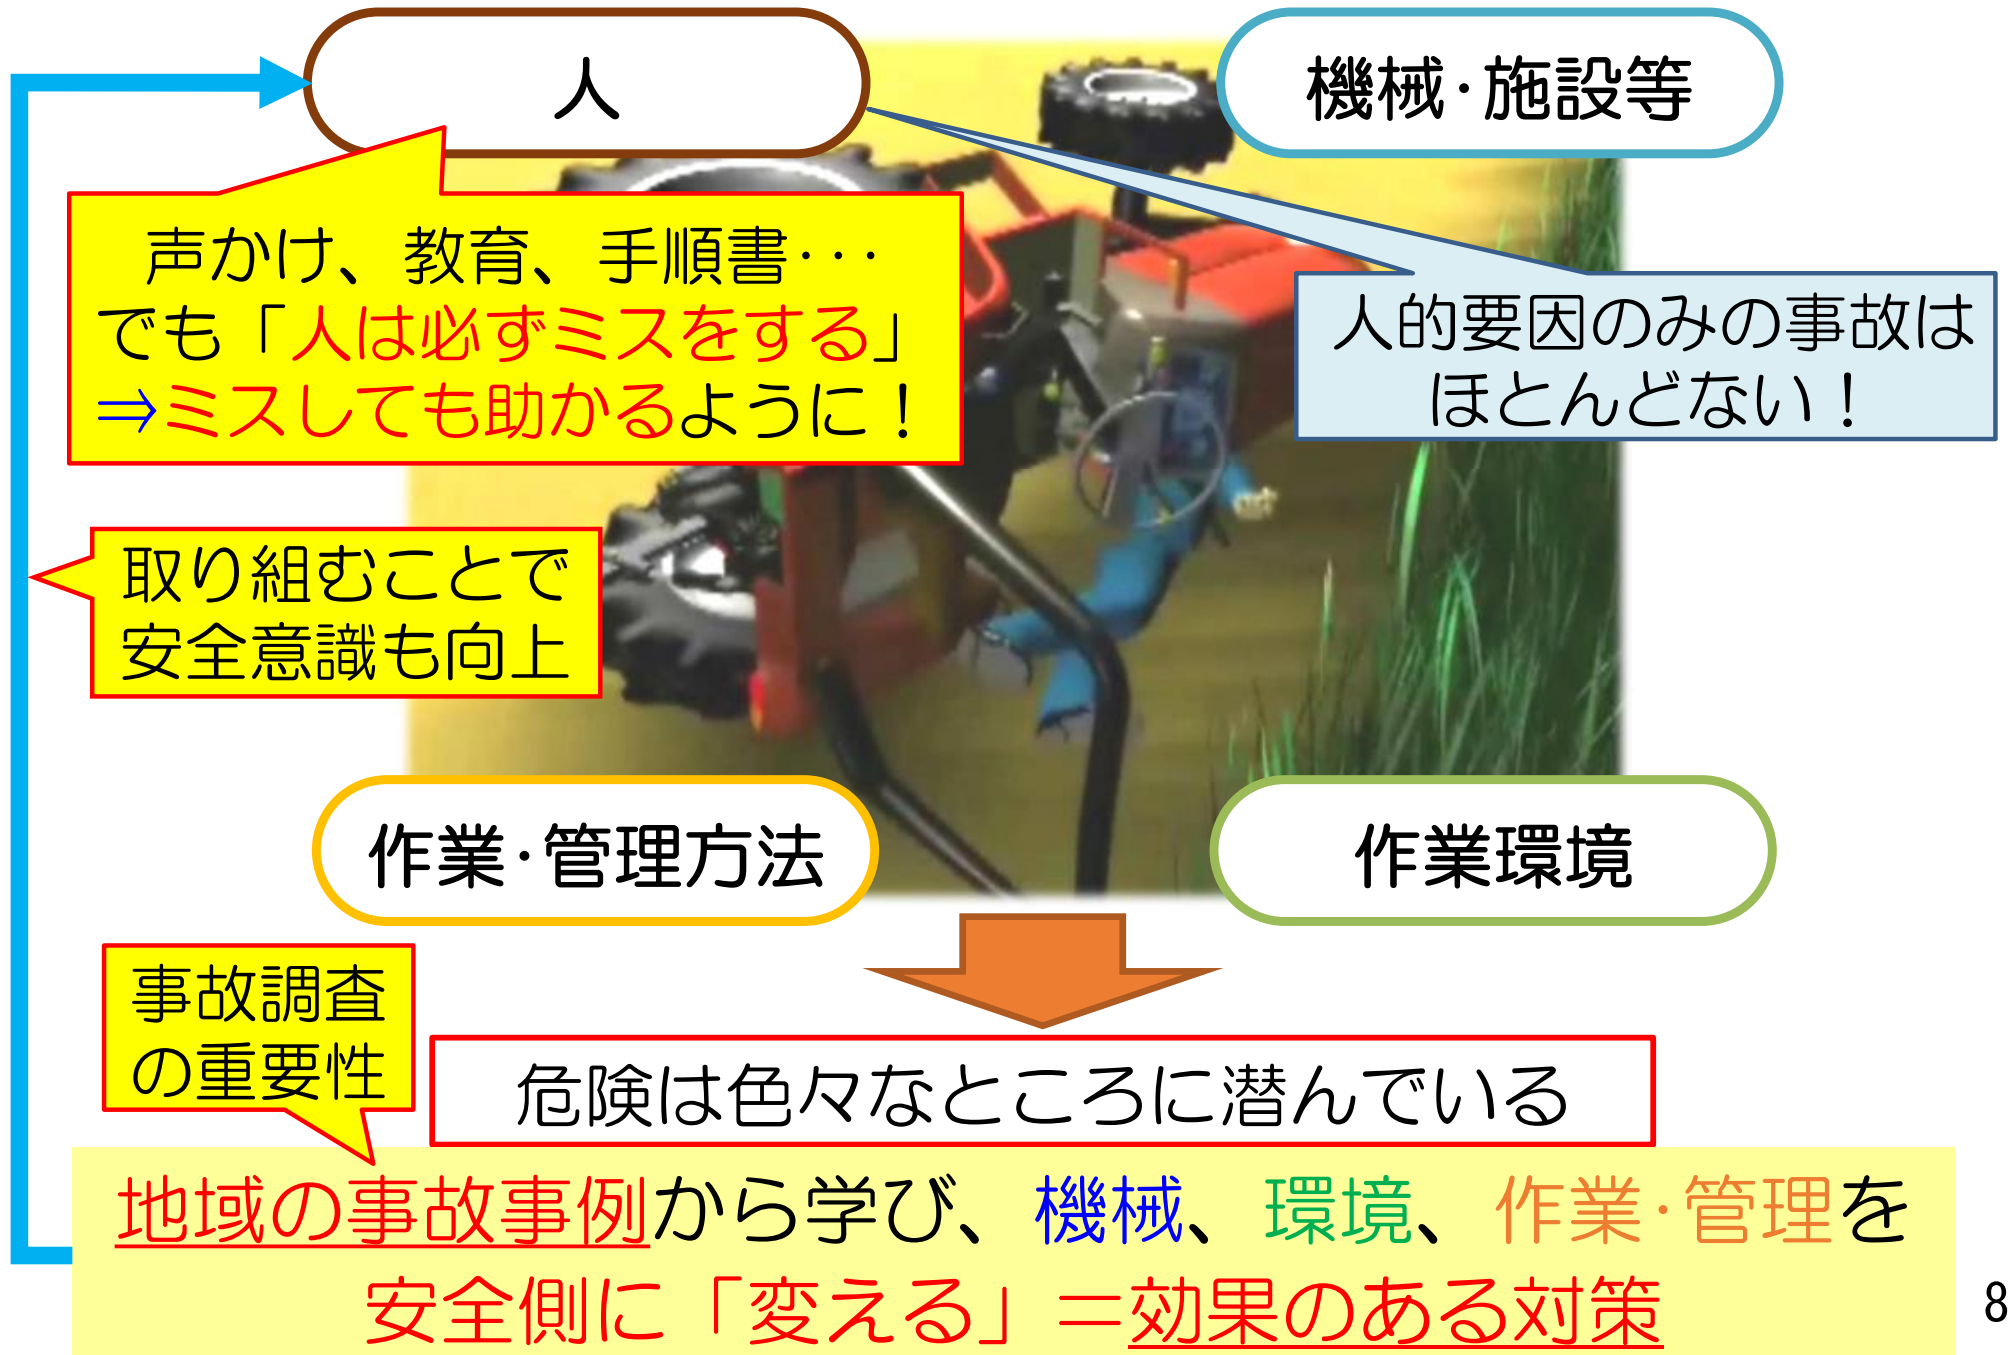 人
機械・施設等
声かけ、教育、手順書･･･
でも「人は必ずミスをする」
⇒ミスしても助かるように！
人的要因のみの事故は
ほとんどない！
取り組むことで
安全意識も向上
作業・管理方法
作業環境
事故調査
の重要性
危険は色々なところに潜んでいる
地域の事故事例から学び、機械、環境、作業・管理を
安全側に「変える」＝効果のある対策
8